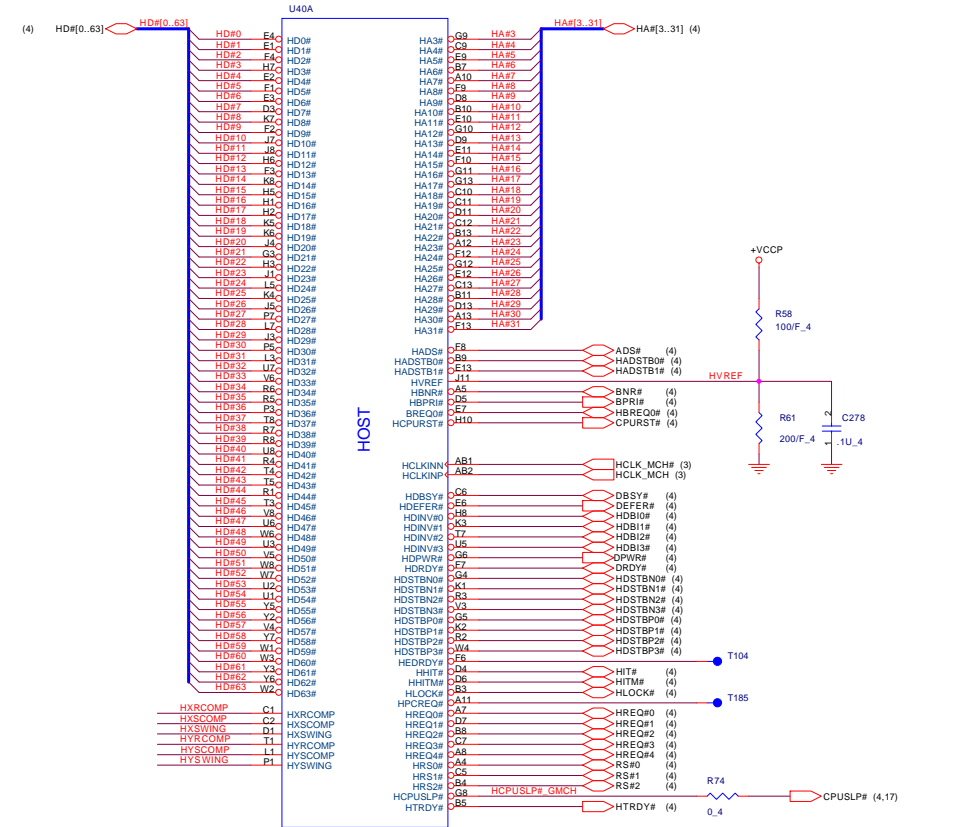 U40A
(4) HD#[0..63] HD#[0..63]
HA#[3..31] HA#[3..31] (4)
HD#0 E4 HD0#
HD#1 E1 HD1#
HD#2 F4 HD2#
HD#3 H7 HD3#
HD#4 E2 HD4#
HD#5 F1 HD5#
HD#6 E3 HD6#
HD#7 D3 HD7#
HD#8 K7 HD8#
HD#9 F2 HD9#
HD#10 J7 HD10#
HD#11 J8 HD11#
HD#12 H6 HD12#
HD#13 F3 HD13#
HD#14 K8 HD14#
HD#15 H5 HD15#
HD#16 H1 HD16#
HD#17 H2 HD17#
HD#18 K5 HD18#
HD#19 K6 HD19#
HD#20 J4 HD20#
HD#21 G3 HD21#
HD#22 H3 HD22#
HD#23 J1 HD23#
HD#24 L5 HD24#
HD#25 K4 HD25#
HD#26 J5 HD26#
HD#27 P7 HD27#
HD#28 L7 HD28#
HD#29 J3 HD29#
HD#30 P5 HD30#
HD#31 L3 HD31#
HD#32 U7 HD32#
HD#33 V6 HD33#
HD#34 R6 HD34#
HD#35 R5 HD35#
HD#36 P3 HD36#
HD#37 T8 HD37#
HD#38 R7 HD38#
HD#39 R8 HD39#
HD#40 U8 HD40#
HD#41 R4 HD41#
HD#42 T4 HD42#
HD#43 T5 HD43#
HD#44 R1 HD44#
HD#45 T3 HD45#
HD#46 V8 HD46#
HD#47 U6 HD47#
HD#48 W6 HD48#
HD#49 U3 HD49#
HD#50 V5 HD50#
HD#51 W8 HD51#
HD#52 W7 HD52#
HD#53 U2 HD53#
HD#54 U1 HD54#
HD#55 Y5 HD55#
HD#56 Y2 HD56#
HD#57 V4 HD57#
HD#58 Y7 HD58#
HD#59 W1 HD59#
HD#60 W3 HD60#
HD#61 Y3 HD61#
HD#62 Y6 HD62#
HD#63 W2 HD63#
HXRCOMP C1 HXRCOMP
HXSCOMP C2 HXSCOMP
HXSWING D1 HXSWING
HYRCOMP T1 HYRCOMP
HYSCOMP L1 HYSCOMP
HYSWING P1 HYSWING
HOST
HA3# G9 HA#3
HA4# C9 HA#4
HA5# E9 HA#5
HA6# B7 HA#6
HA7# A10 HA#7
HA8# F9 HA#8
HA9# D8 HA#9
HA10# B10 HA#10
HA11# E10 HA#11
HA12# G10 HA#12
HA13# D9 HA#13
HA14# E11 HA#14
HA15# F10 HA#15
HA16# G11 HA#16
HA17# G13 HA#17
HA18# C10 HA#18
HA19# C11 HA#19
HA20# D11 HA#20
HA21# C12 HA#21
HA22# B13 HA#22
HA23# A12 HA#23
HA24# F12 HA#24
HA25# G12 HA#25
HA26# E12 HA#26
HA27# C13 HA#27
HA28# B11 HA#28
HA29# D13 HA#29
HA30# A13 HA#30
HA31# F13 HA#31
HADS# F8 ADS# (4)
HADSTB0# B9 HADSTB0# (4)
HADSTB1# E13 HADSTB1# (4)
HVREF J11 HVREF
HBNR# A5 BNR# (4)
HBPRI# D5 BPRI# (4)
BREQ0# E7 HBREQ0# (4)
HCPURST# H10 CPURST# (4)
HCLKINN AB1 HCLK_MCH# (3)
HCLKINP AB2 HCLK_MCH (3)
HDBSY# C6 DBSY# (4)
HDEFER# E6 DEFER# (4)
HDINV#0 H8 HDBI0# (4)
HDINV#1 K3 HDBI1# (4)
HDINV#2 T7 HDBI2# (4)
HDINV#3 U5 HDBI3# (4)
HDPWR# G6 DPWR# (4)
HDRDY# F7 DRDY# (4)
HDSTBN0# G4 HDSTBN0# (4)
HDSTBN1# K1 HDSTBN1# (4)
HDSTBN2# R3 HDSTBN2# (4)
HDSTBN3# V3 HDSTBN3# (4)
HDSTBP0# G5 HDSTBP0# (4)
HDSTBP1# K2 HDSTBP1# (4)
HDSTBP2# R2 HDSTBP2# (4)
HDSTBP3# W4 HDSTBP3# (4)
HEDRDY# F6 T104
HHIT# D4 HIT# (4)
HHITM# D6 HITM# (4)
HLOCK# B3 HLOCK# (4)
HPCREQ# A11 T185
HREQ0# A7 HREQ#0 (4)
HREQ1# D7 HREQ#1 (4)
HREQ2# B8 HREQ#2 (4)
HREQ3# C7 HREQ#3 (4)
HREQ4# A8 HREQ#4 (4)
HRS0# A4 RS#0 (4)
HRS1# C5 RS#1 (4)
HRS2# B4 RS#2 (4)
HCPUSLP# G8 HCPUSLP#_GMCH R74 0_4 CPUSLP# (4,17)
HTRDY# B5 HTRDY# (4)
+VCCP
R58
100/F_4
R61
200/F_4
2
C278
1
.1U_4